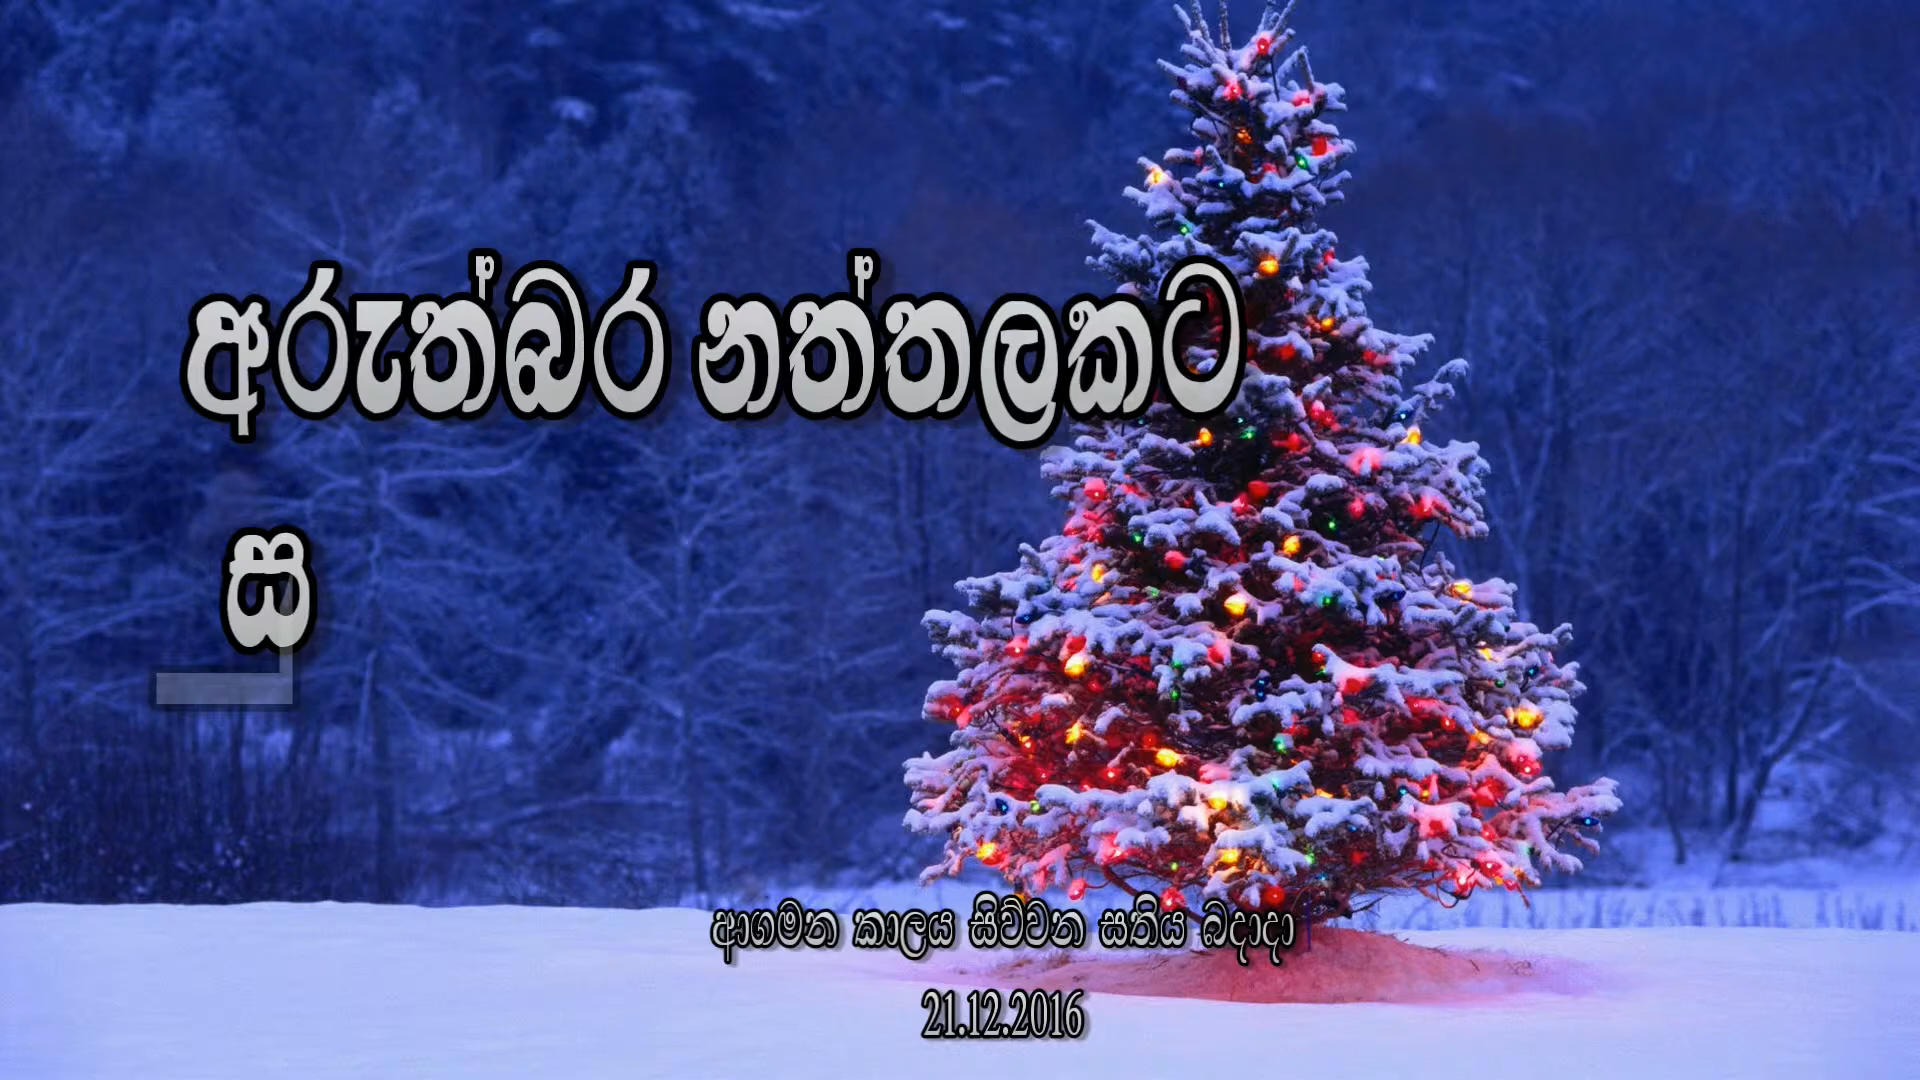 අරුත්බර නත්තලකට
ස
ආගමන කාලය සිව්වන සතිය බදාදා
21.12.2016